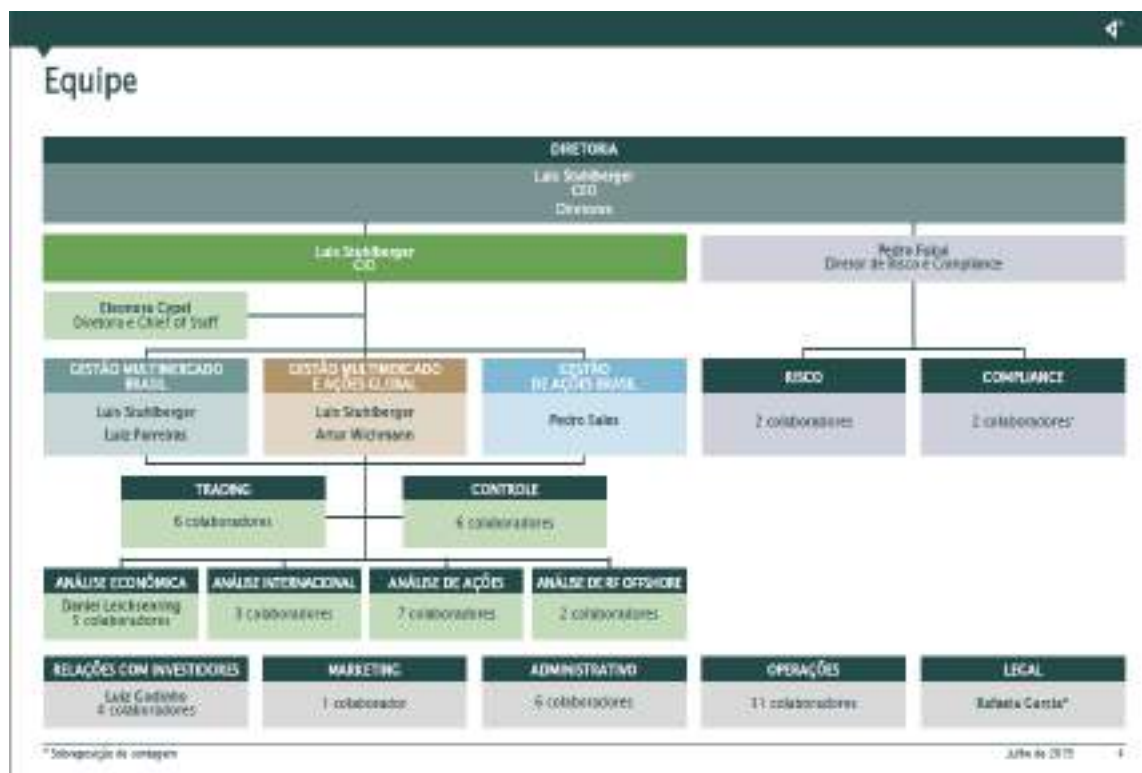 Equipe
DIRETORIA
Luis Stuhlberger
CEO
Diretores
Luis Stuhlberger
CIO
Pedro
Diretor de Risco e Compliance
Eleonora Cypel
Diretora e Chief of Staff
GESTÃO MULTIMERCADO
BRASIL
Luis Stuhlberger
Luiz Parreiras
GESTÃO MULTIMERCADO
E AÇÕES GLOBAL
Luis Stuhlberger
Artur Wichmann
GESTÃO
DE AÇÕES BRASIL
Pedro Sales
RISCO
2 colaboradores
COMPLIANCE
2 colaboradores*
TRADING
6 colaboradores
CONTROLE
6 colaboradores
ANÁLISE ECONÔMICA
Daniel Leichsenring
5 colaboradores
ANÁLISE INTERNACIONAL
3 colaboradores
ANÁLISE DE AÇÕES
7 colaboradores
ANÁLISE DE RF OFFSHORE
2 colaboradores
RELAÇÕES COM INVESTIDORES
Luiz Godinho
4 colaboradores
MARKETING
1 colaborador
ADMINISTRATIVO
6 colaboradores
OPERAÇÕES
11 colaboradores
LEGAL
Rafaela Garcia*
* Sobreposição de contagem
Julho de 2015